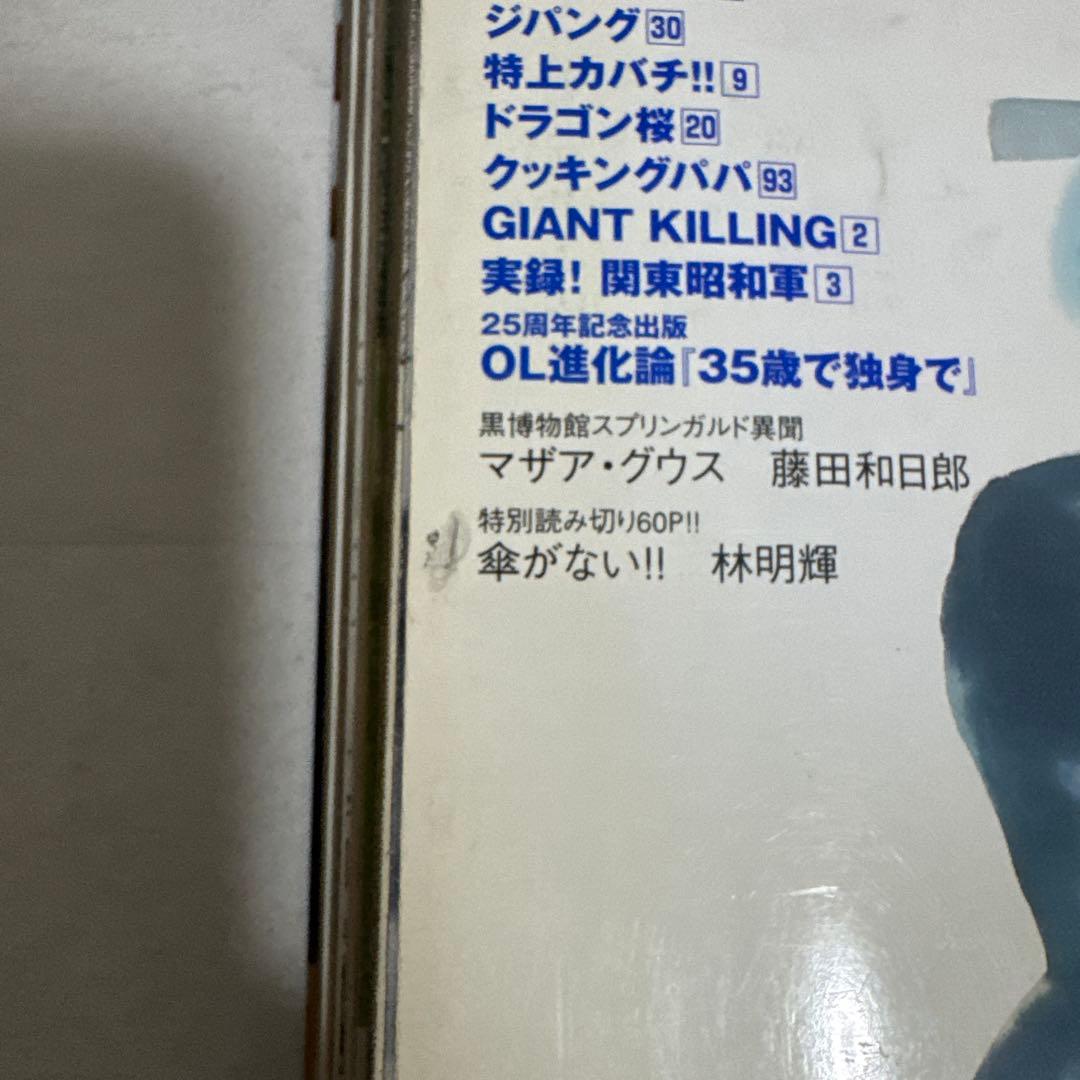 ジパング30
特上カバチ!!9
ドラゴン桜20
クッキングパパ93
GIANT KILLING2
実録! 関東昭和軍3
25周年記念出版
OL進化論『35歳で独身で』
黒博物館スプリンガルド異聞
マザア・グウス 藤田和日郎
特別読み切り60P!!
傘がない!! 林明輝